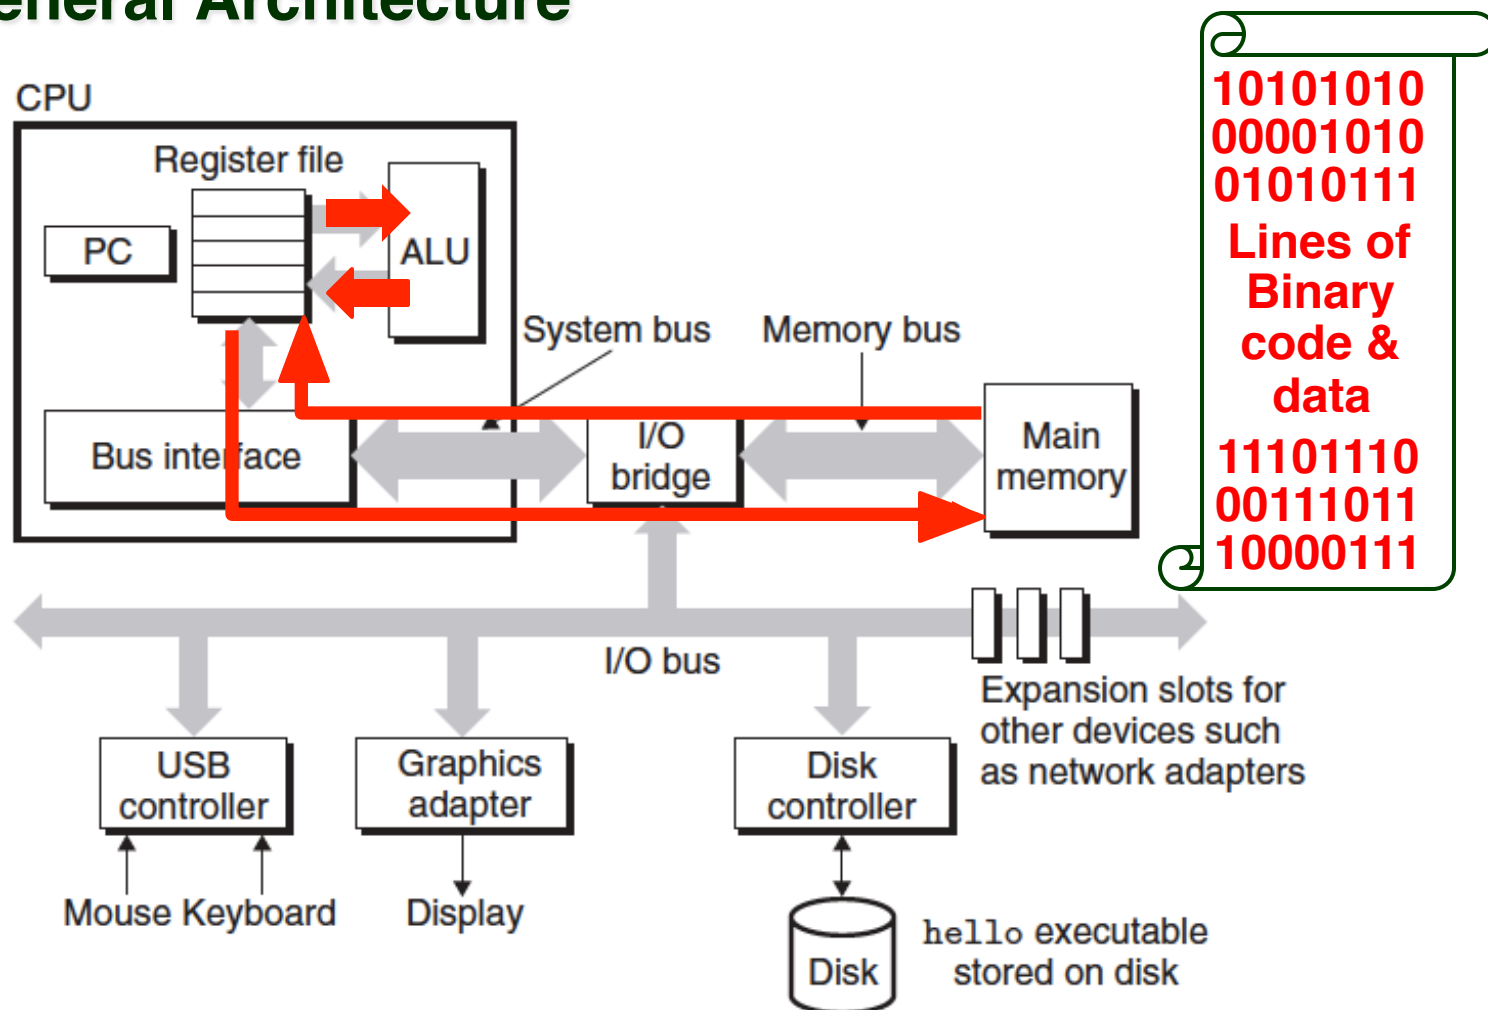 eneral Architecture
CPU
Register file
PC
ALU
System bus
Memory bus
Bus interface
I/O
bridge
Main
memory
10101010
00001010
01010111
Lines of
Binary
code &
data
11101110
00111011
10000111
I/O bus
Expansion slots for
other devices such
as network adapters
USB
controller
Graphics
adapter
Disk
controller
Mouse Keyboard
Display
Disk
hello executable
stored on disk